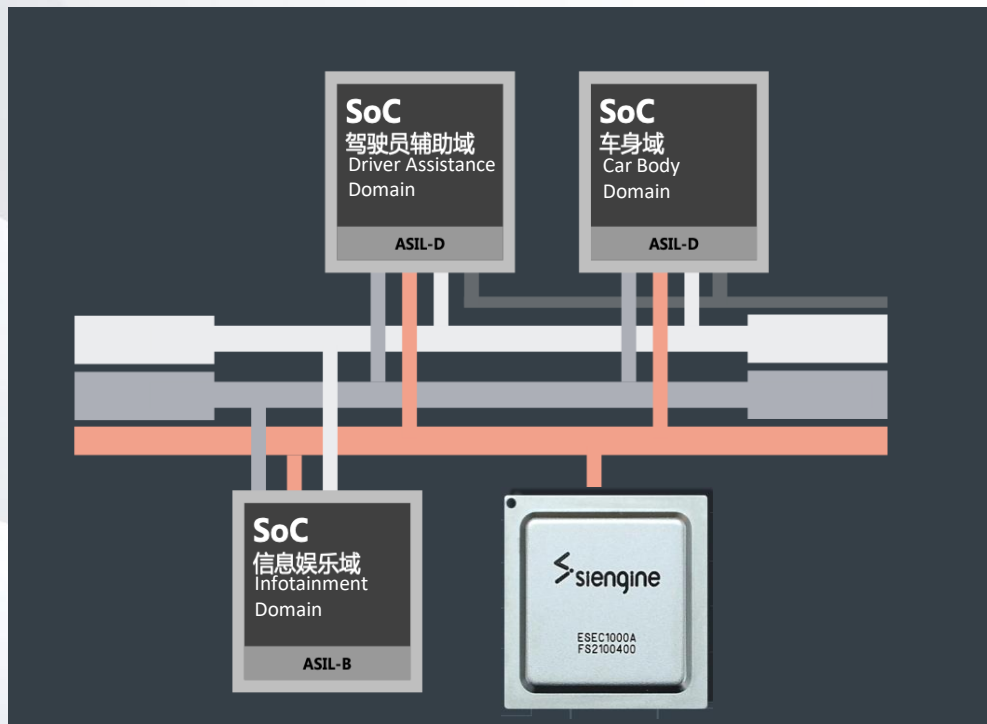 SoC
驾驶员辅助域
Driver Assistance
Domain
ASIL-D
SoC
车身域
Car Body
Domain
ASIL-D
SoC
信息娱乐域
Infotainment
Domain
ASIL-B
siengine
ESEC1000A
FS2100400